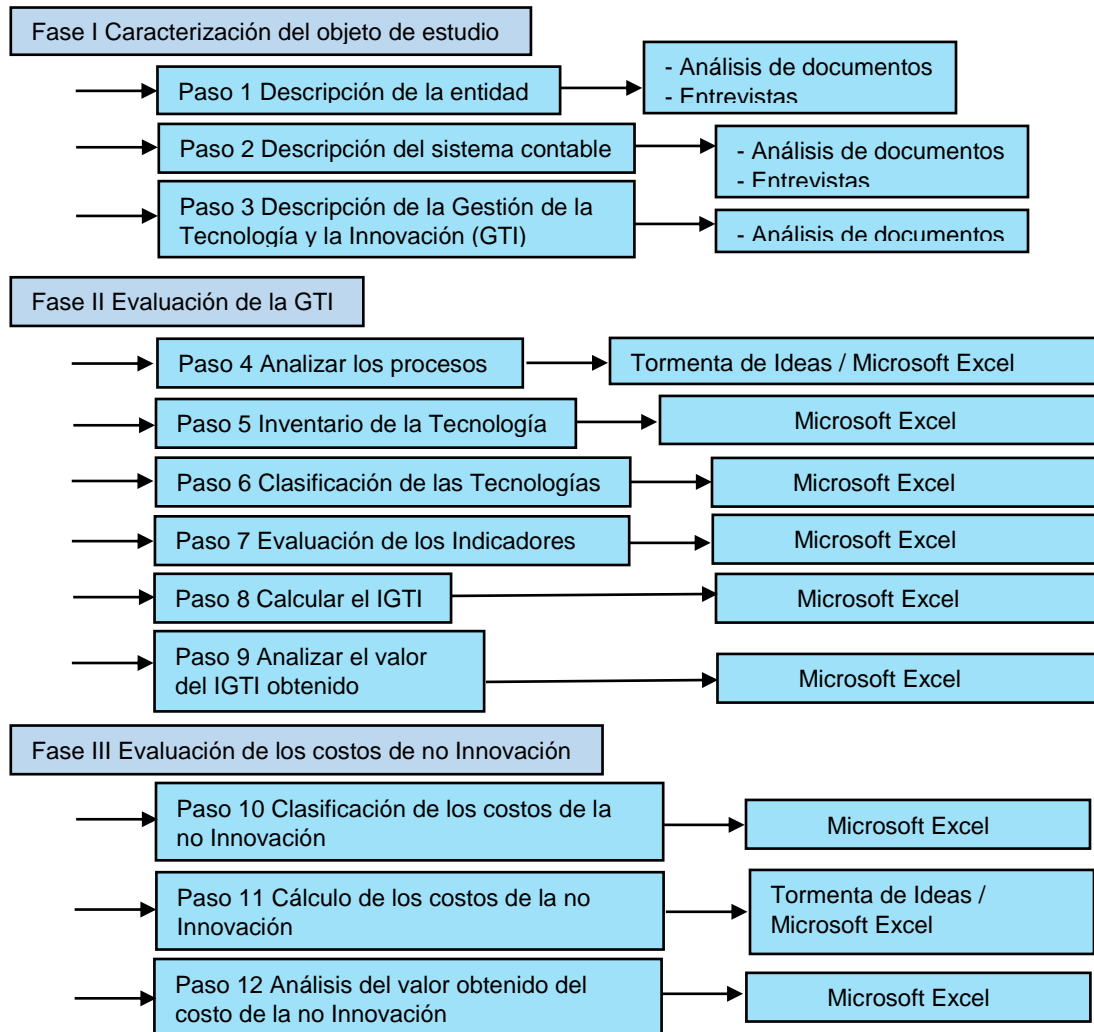 Fase I Caracterización del objeto de estudio
Paso 1 Descripción de la entidad
- Análisis de documentos
- Entrevistas
Paso 2 Descripción del sistema contable
- Análisis de documentos
- Entrevistas
Paso 3 Descripción de la Gestión de la
Tecnología y la Innovación (GTI)
- Análisis de documentos
Fase II Evaluación de la GTI
Paso 4 Analizar los procesos
Tormenta de Ideas / Microsoft Excel
Paso 5 Inventario de la Tecnología
Microsoft Excel
Paso 6 Clasificación de las Tecnologías
Microsoft Excel
Paso 7 Evaluación de los Indicadores
Microsoft Excel
Paso 8 Calcular el IGTI
Microsoft Excel
Paso 9 Analizar el valor
del IGTI obtenido
Microsoft Excel
Fase III Evaluación de los costos de no Innovación
Paso 10 Clasificación de los costos de la
no Innovación
Microsoft Excel
Paso 11 Cálculo de los costos de la no
Innovación
Tormenta de Ideas /
Microsoft Excel
Paso 12 Análisis del valor obtenido del
costo de la no Innovación
Microsoft Excel